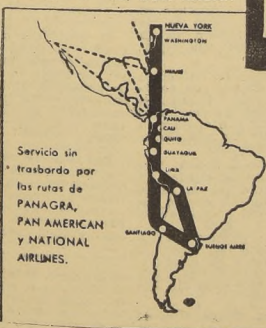 NUEVA YORK
WASHINGTON
MIAMI
PANAMA
CALI
QUITO
GUAYAQUIL
LIMA
LA PAZ
SANTIAGO
BUENOS AIRES
Servicio sin
trasbordo por
las rutas de
PANAGRA,
PAN AMERICAN
y NATIONAL
AIRLINES.